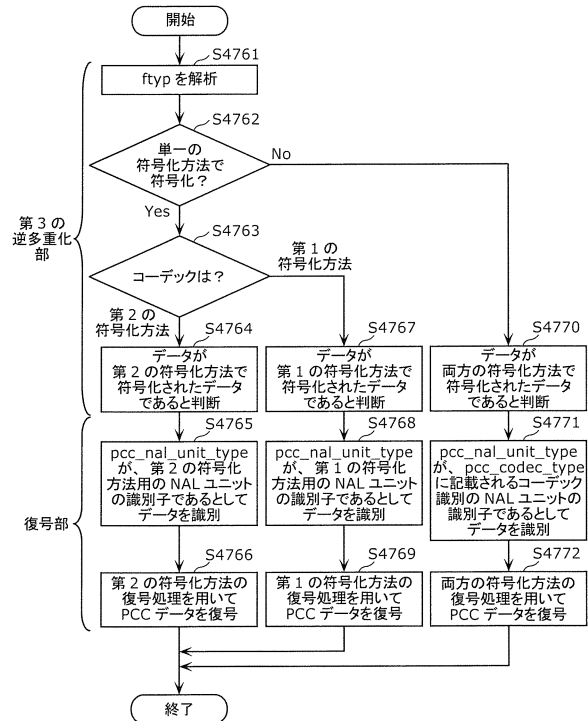 開始
S4761
ftyp を解析
S4762
単一の
符号化方法で
符号化？
No
Yes
S4763
第3の
逆多重化
部
コーデックは？
第1の
符号化方法
第2の
符号化方法
S4764
データが
第2の符号化方法で
符号化されたデータ
であると判断
S4767
データが
第1の符号化方法で
符号化されたデータ
であると判断
S4770
データが
両方の符号化方法で
符号化されたデータ
であると判断
S4765
pcc_nal_unit_type
が、第2の符号化
方法用の NAL ユニット
の識別子であるとして
データを識別
S4768
pcc_nal_unit_type
が、第1の符号化
方法用の NAL ユニット
の識別子であるとして
データを識別
S4771
pcc_nal_unit_type
が、pcc_codec_type
に記載されるコーデック
識別の NAL ユニットの
識別子であるとして
データを識別
復号部
S4766
第2の符号化方法の
復号処理を用いて
PCC データを復号
S4769
第1の符号化方法の
復号処理を用いて
PCC データを復号
S4772
両方の符号化方法の
復号処理を用いて
PCC データを復号
終了